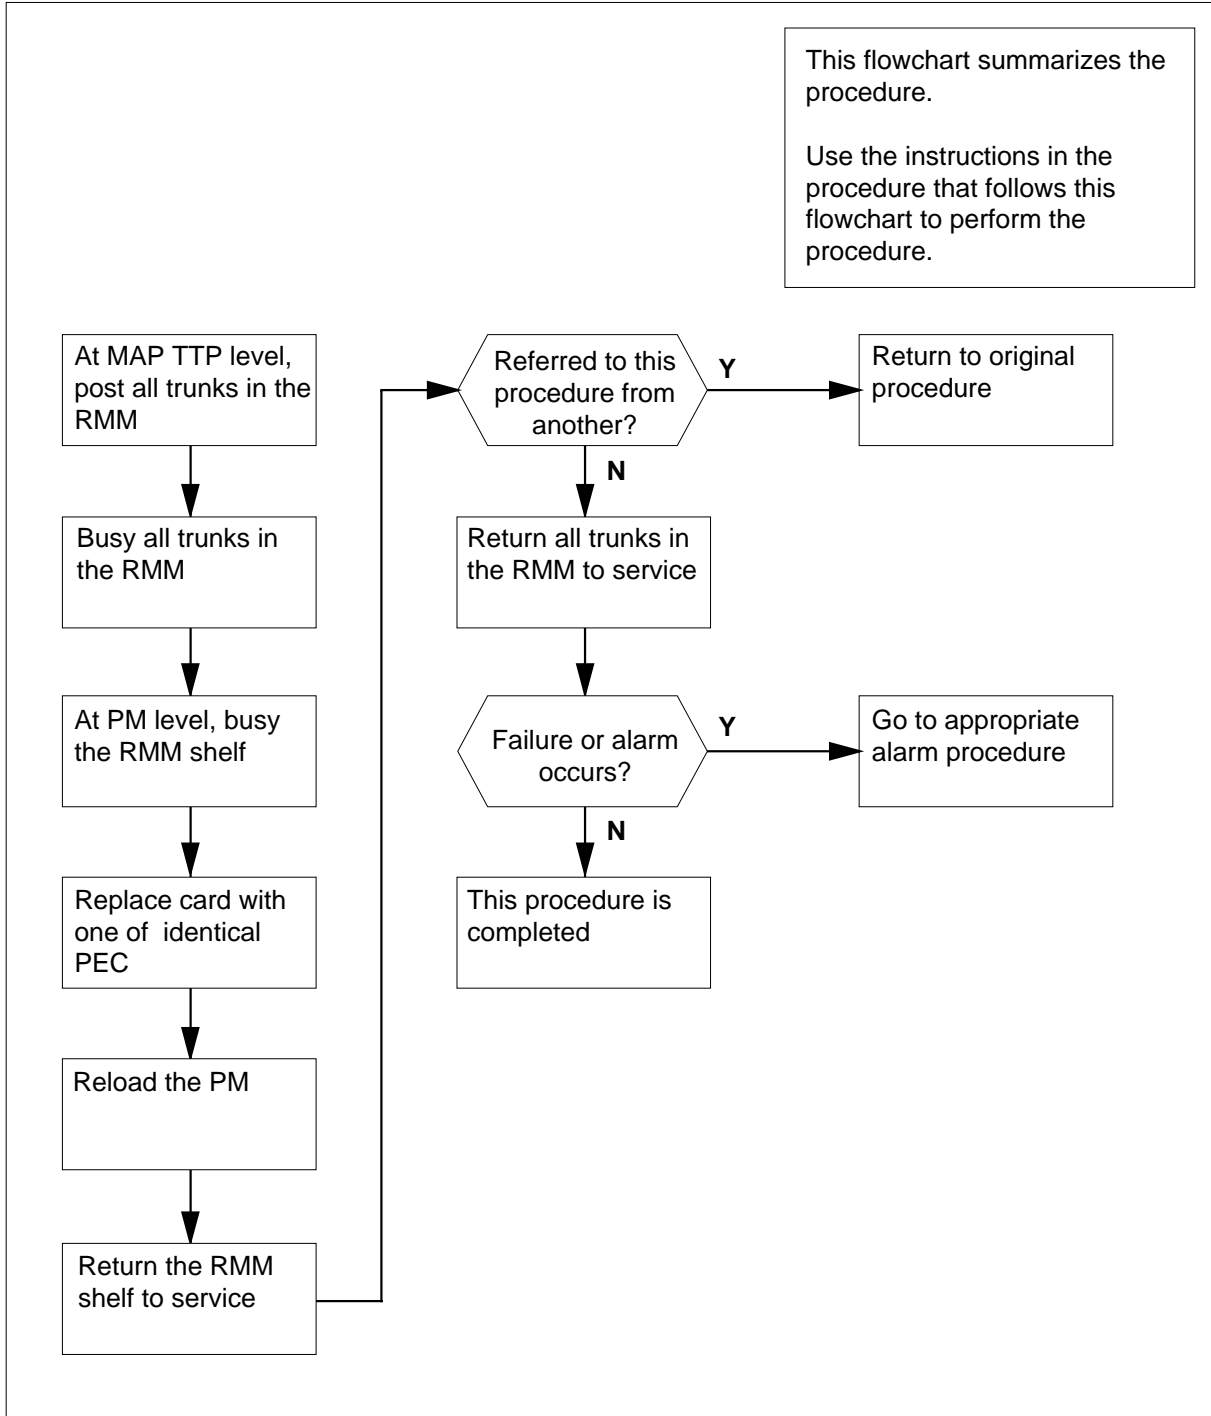 This flowchart summarizes the
procedure.
Use the instructions in the
procedure that follows this
flowchart to perform the
procedure.
At MAP TTP level,
post all trunks in the
RMM
Busy all trunks in
the RMM
At PM level, busy
the RMM shelf
Replace card with
one of identical
PEC
Reload the PM
Return the RMM
shelf to service
Referred to this
procedure from
another?
Y
Return to original
procedure
N
Return all trunks in
the RMM to service
Failure or alarm
occurs?
Y
Go to appropriate
alarm procedure
N
This procedure is
completed